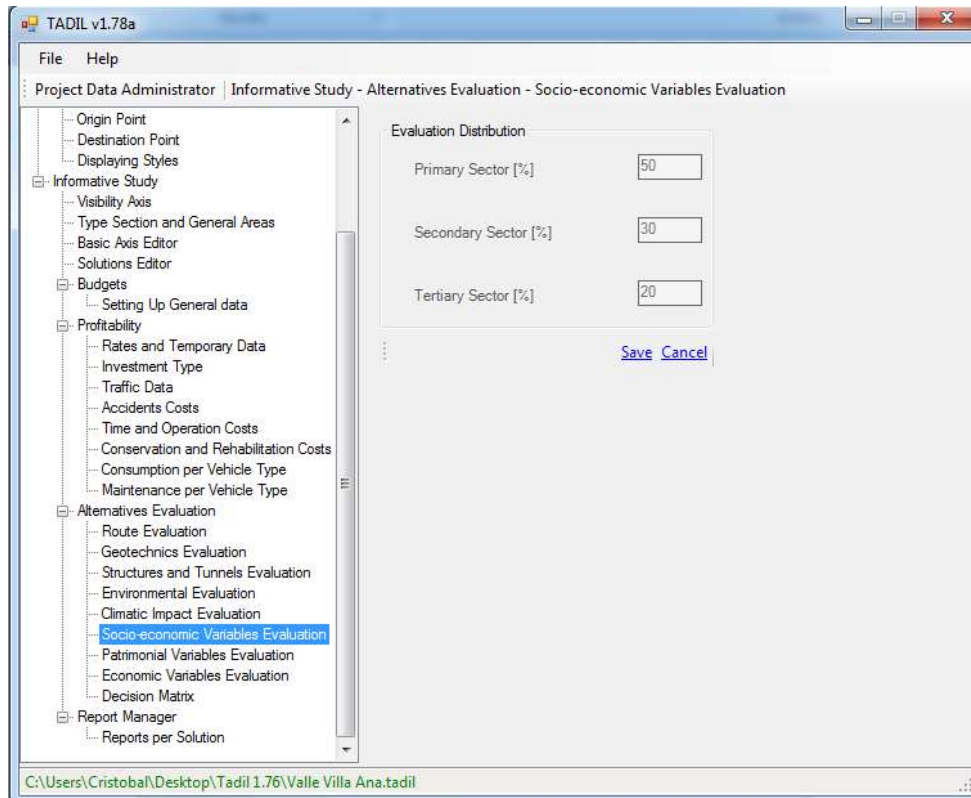 TADIL v1.78a
File Help
Project Data Administrator Informative Study - Alternatives Evaluation - Socio-economic Variables Evaluation
Origin Point
Destination Point
Displaying Styles
Informative Study
Visibility Axis
Type Section and General Areas
Basic Axis Editor
Solutions Editor
Budgets
Setting Up General data
Profitability
Rates and Temporary Data
Investment Type
Traffic Data
Accidents Costs
Time and Operation Costs
Conservation and Rehabilitation Costs
Consumption per Vehicle Type
Maintenance per Vehicle Type
Alternatives Evaluation
Route Evaluation
Geotechnics Evaluation
Structures and Tunnels Evaluation
Environmental Evaluation
Climatic Impact Evaluation
Socio-economic Variables Evaluation
Patrimonial Variables Evaluation
Economic Variables Evaluation
Decision Matrix
Report Manager
Reports per Solution
Evaluation Distribution
Primary Sector [%] 50
Secondary Sector [%] 30
Tertiary Sector [%] 20
Save Cancel
C:\Users\Cristobal\Desktop\Tadil 1.76\Valle Villa Ana.tadil